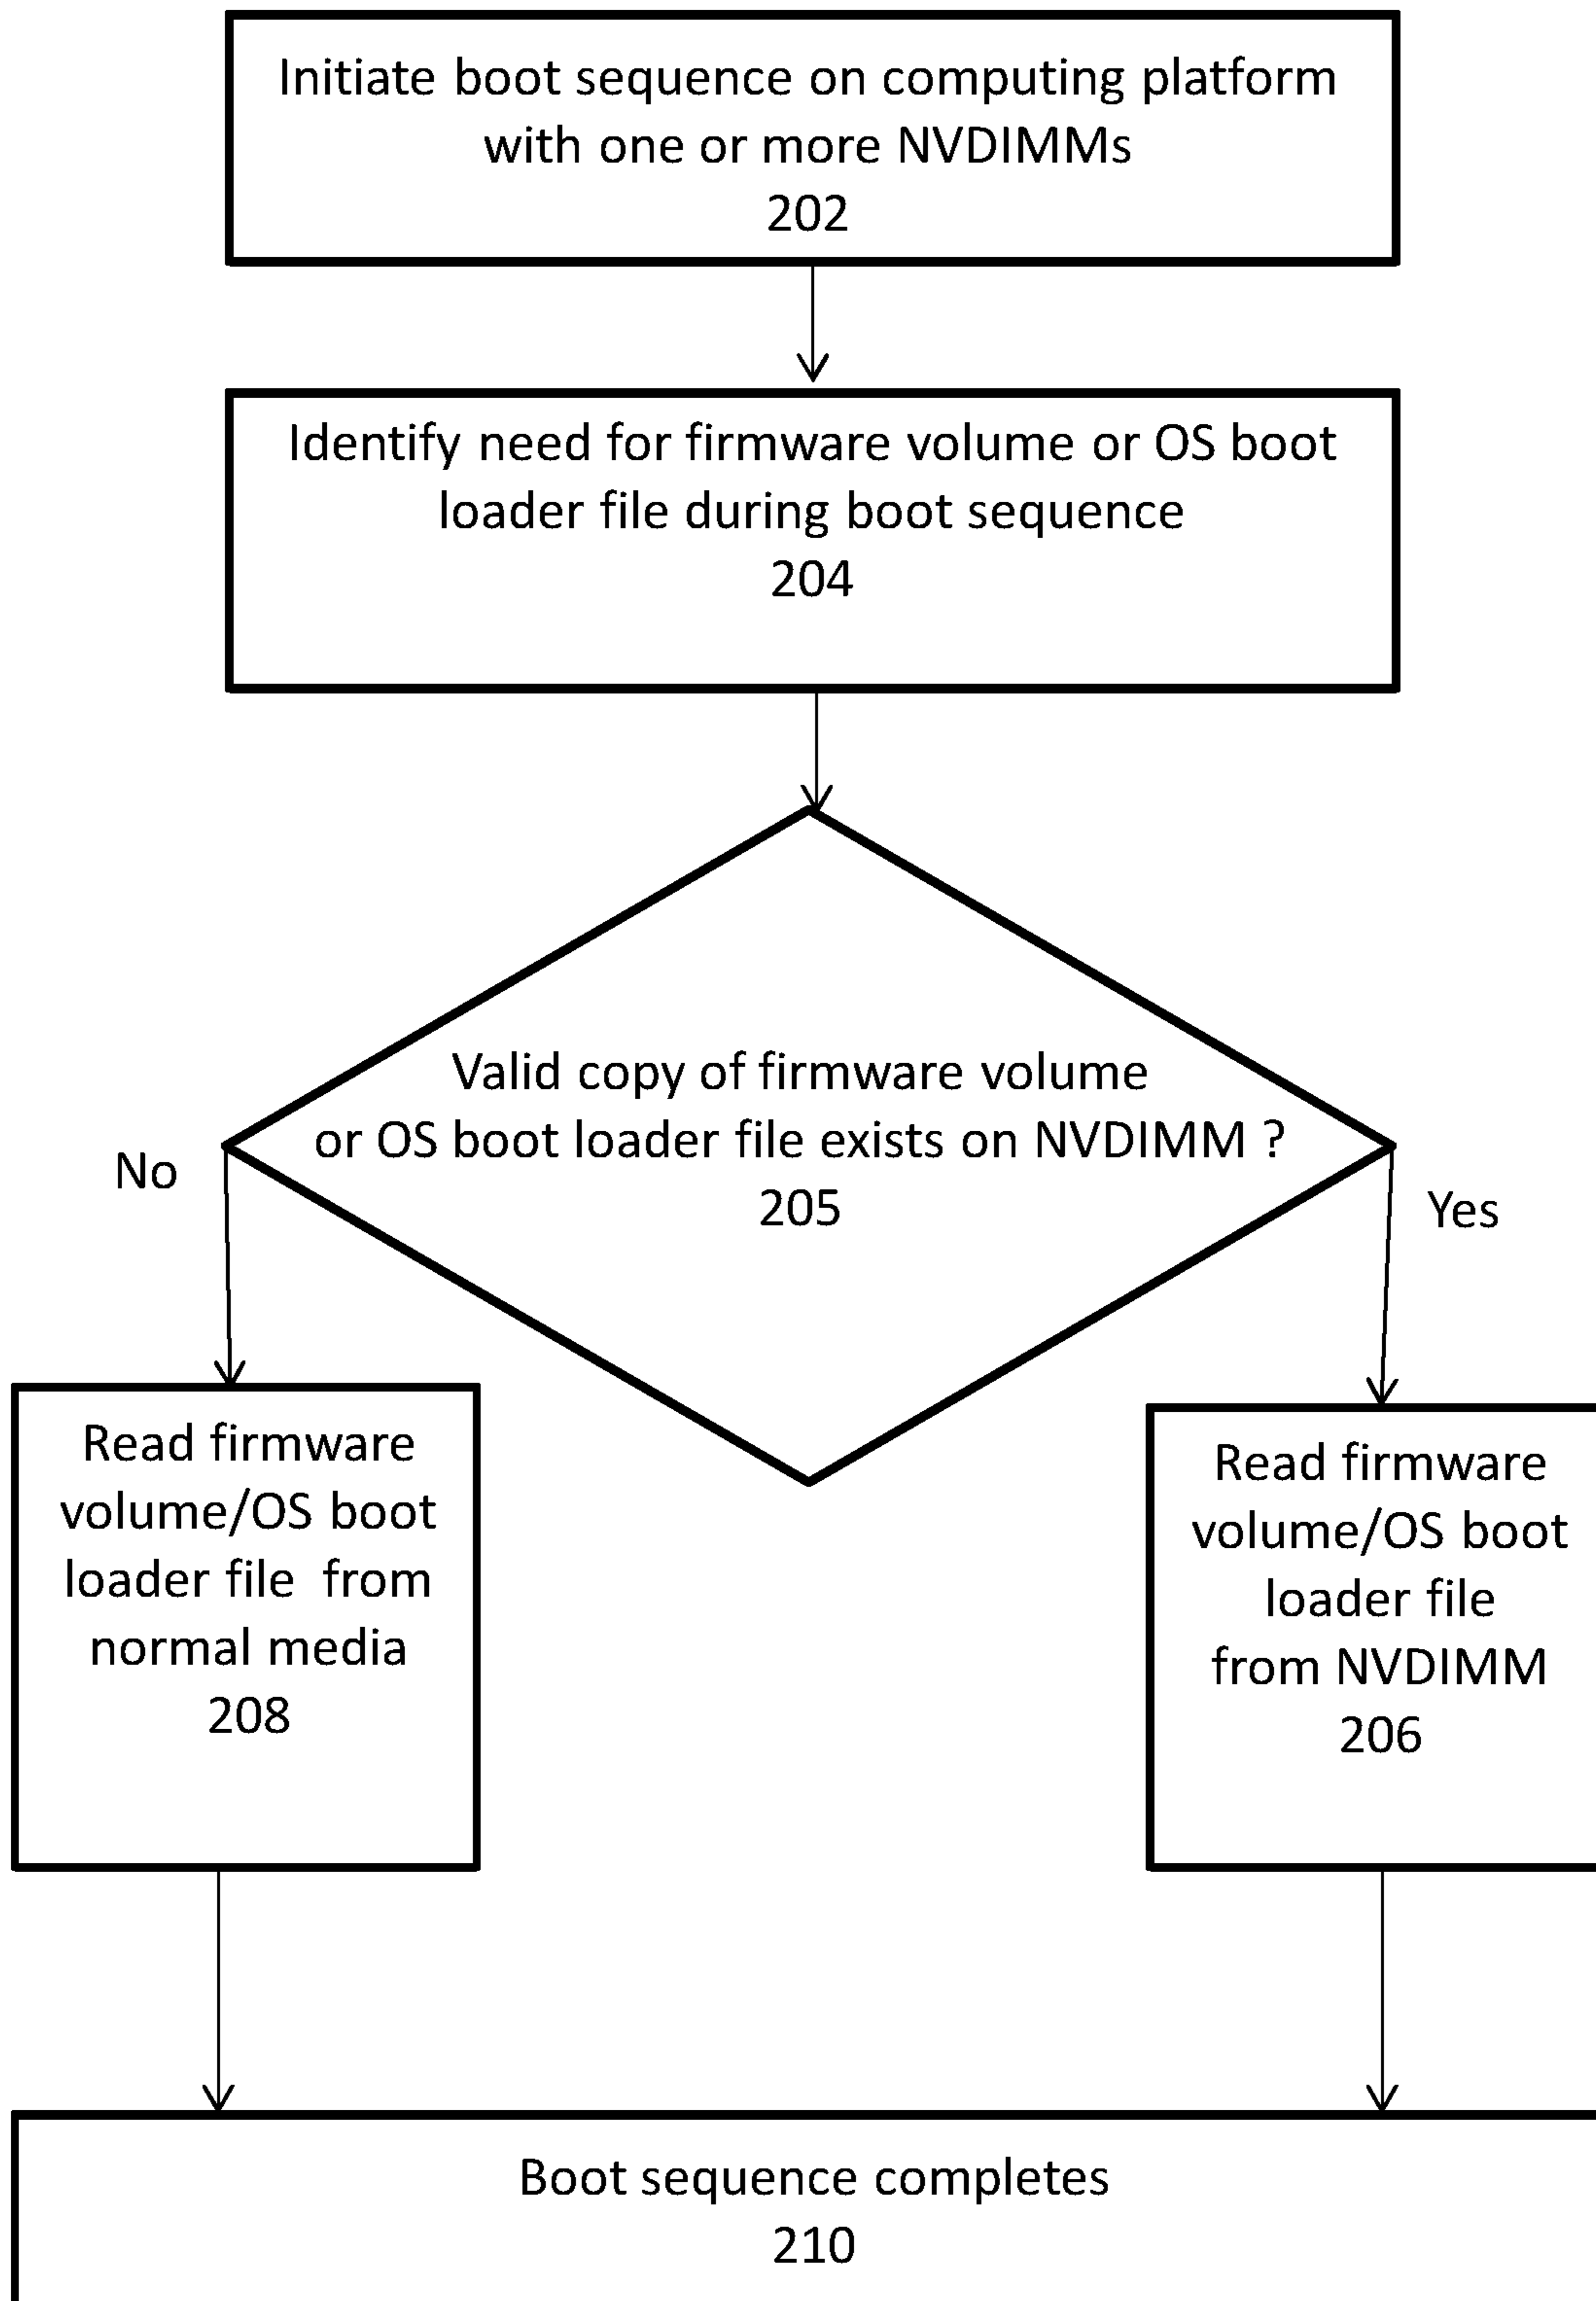 Initiate boot sequence on computing platform
with one or more NVDIMMs
202
Identify need for firmware volume or OS boot
loader file during boot sequence
204
Valid copy of firmware volume
or OS boot loader file exists on NVDIMM ?
205
No
Yes
Read firmware
volume/OS boot
loader file from
normal media
208
Read firmware
volume/OS boot
loader file
from NVDIMM
206
Boot sequence completes
210